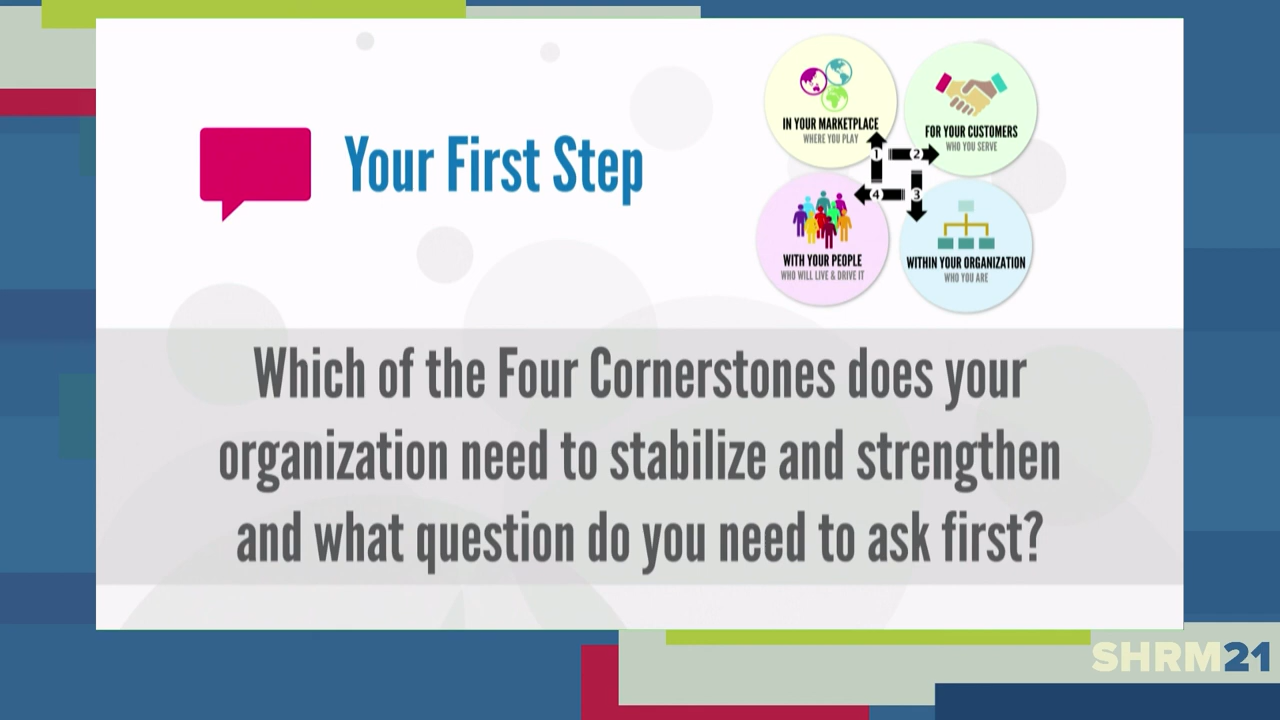 Your First Step
IN YOUR MARKETPLACE
WHERE YOU PLAY
FOR YOUR CUSTOMERS
WHO YOU SERVE
1
2
4
3
WITH YOUR PEOPLE
WHO WILL LIVE & DRIVE IT
WITHIN YOUR ORGANIZATION
WHO YOU ARE
Which of the Four Cornerstones does your
organization need to stabilize and strengthen
and what question do you need to ask first?
SHRM21